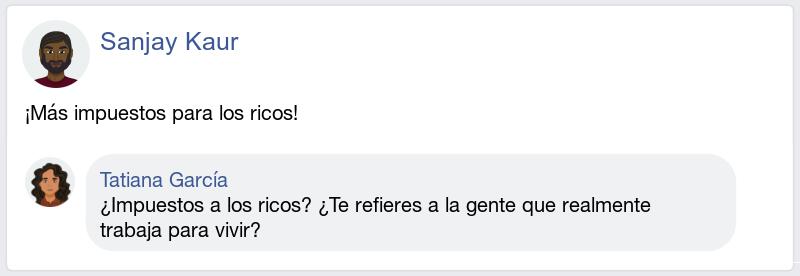 Sanjay Kaur
¡Más impuestos para los ricos!
Tatiana García
¿Impuestos a los ricos? ¿Te refieres a la gente que realmente
trabaja para vivir?